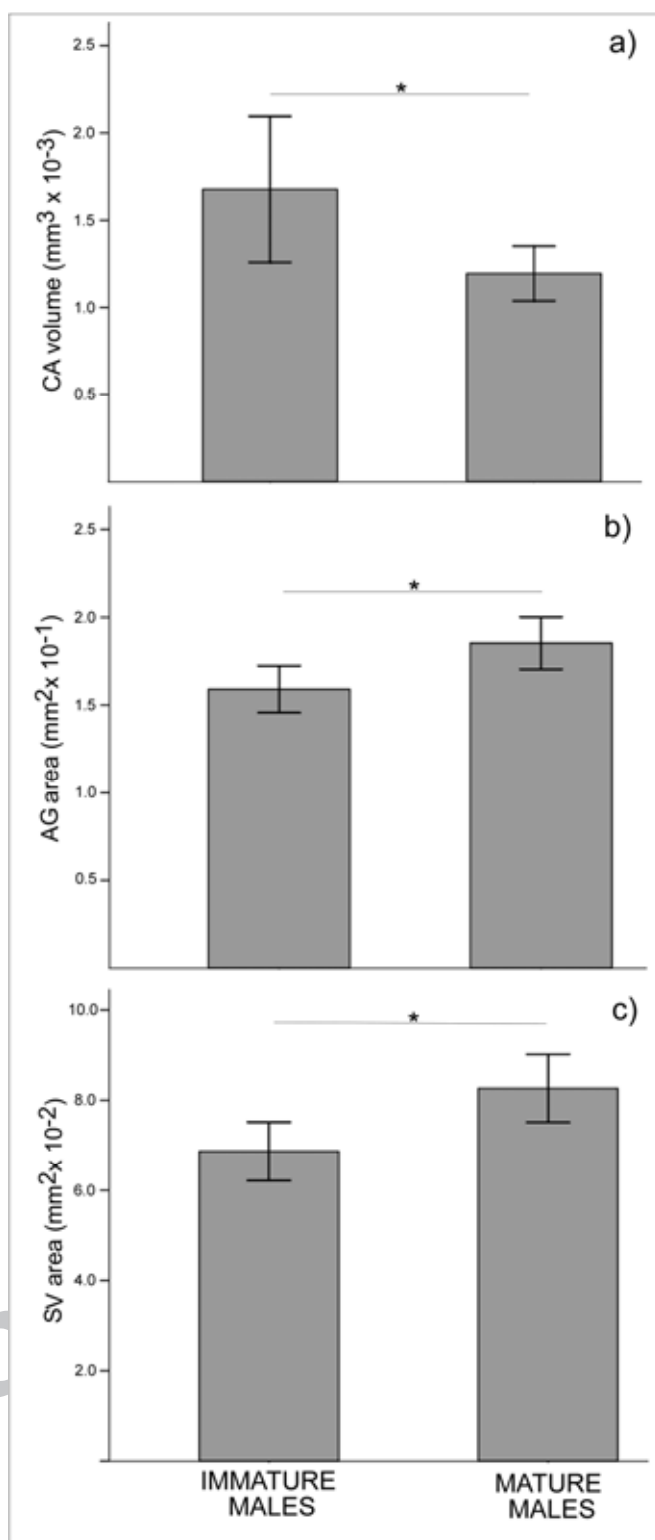 a)
CA volume (mm³ x 10⁻³)
2.5
2.0
1.5
1.0
0.5
*
b)
AG area (mm²x 10⁻¹)
2.5
2.0
1.5
1.0
0.5
*
c)
SV area (mm²x 10⁻²)
10.0
8.0
6.0
4.0
2.0
*
IMMATURE MALES
MATURE MALES